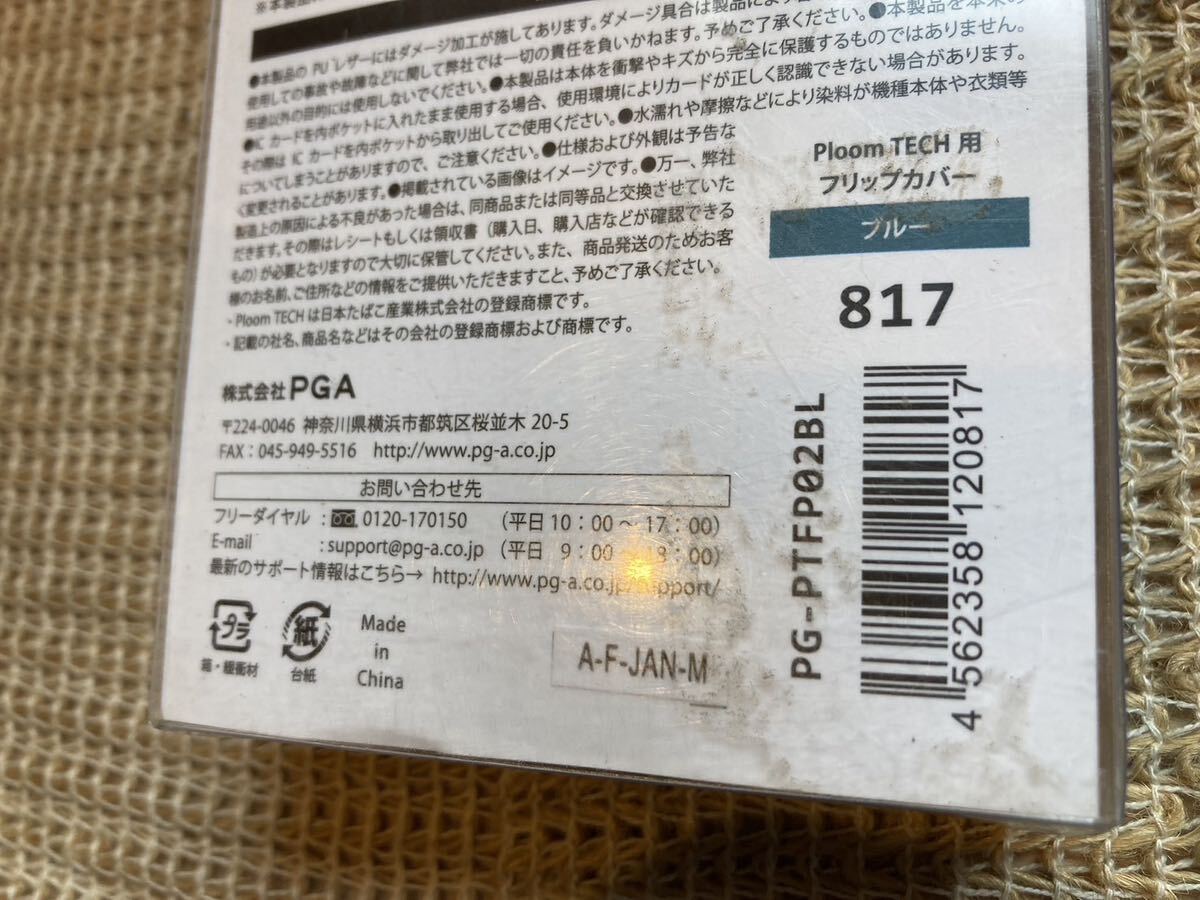 ※本製品に
●本製品の PU レザーにはダメージ加工が施してあります。ダメージ具合は製品により
使用しての事故や故障などに関して弊社では一切の責任を負いかねます。予めご了承ください。●本製品を本来の
用途以外の目的には使用しないでください。●本製品は本体を衝撃やキズから完全に保護するものではありません。
●IC カードを内ポケットに入れたまま使用する場合、使用環境によりカードが正しく認識できない場合があります。
その際は IC カードを内ポケットから取り出してご使用ください。●水濡れや摩擦などにより染料が機種本体や衣類等
についてしまうことがありますので、ご注意ください。●仕様および外観は予告な
く変更されることがあります。●掲載されている画像はイメージです。●万一、弊社
製造上の原因による不良があった場合は、同商品または同等品と交換させていた
だきます。その際はレシートもしくは領収書（購入日、購入店などが確認できる
もの）が必要となりますので大切に保管してください。また、商品発送のためお客
様のお名前、ご住所などの情報をご提供いただきますこと、予めご了承ください。
・Ploom TECH は日本たばこ産業株式会社の登録商標です。
・記載の社名、商品名などはその会社の登録商標および商標です。
Ploom TECH 用
フリップカバー
ブルー
817
株式会社PGA
〒224-0046 神奈川県横浜市都筑区桜並木 20-5
FAX：045-949-5516 http://www.pg-a.co.jp
お問い合わせ先
フリーダイヤル ： 0120-170150 （平日 10：00～17：00）
E-mail ：support@pg-a.co.jp （平日 9：00～18：00）
最新のサポート情報はこちら→ http://www.pg-a.co.jp/support/
プラ
箱・緩衝材
紙
台紙
Made
in
China
A-F-JAN-M
PG-PTFP02BL
4 562358 120817